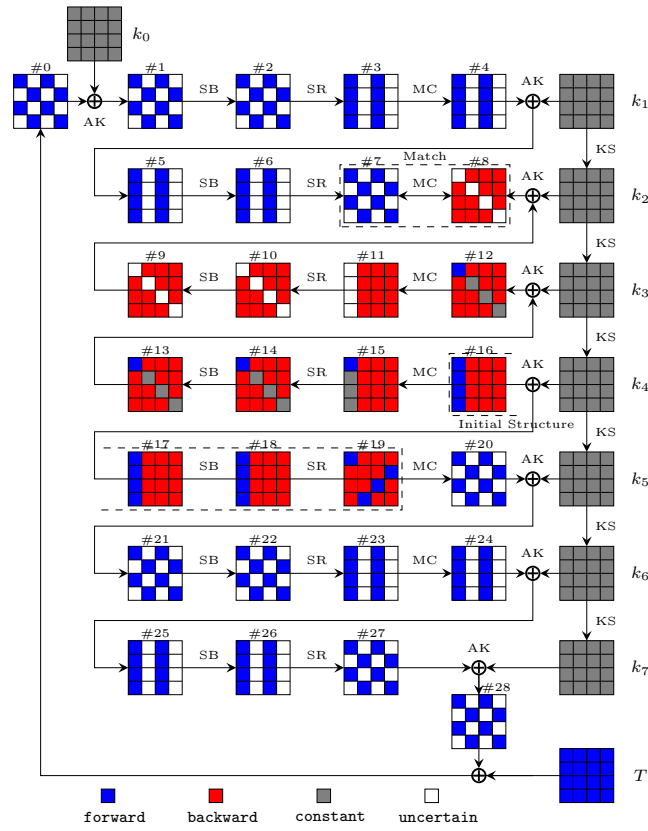 k0
#0 #1 #2 #3 #4 AK
SB SR MC k1
AK
KS
#5 #6 #7 Match #8 AK
SB SR MC k2
KS
#9 #10 #11 #12 AK
SB SR MC k3
KS
#13 #14 #15 #16 AK
SB SR MC k4
Initial Structure
KS
#17 #18 #19 #20 AK
SB SR MC k5
KS
#21 #22 #23 #24 AK
SB SR MC k6
KS
#25 #26 #27 AK
SB SR k7
#28
T
forward backward constant uncertain